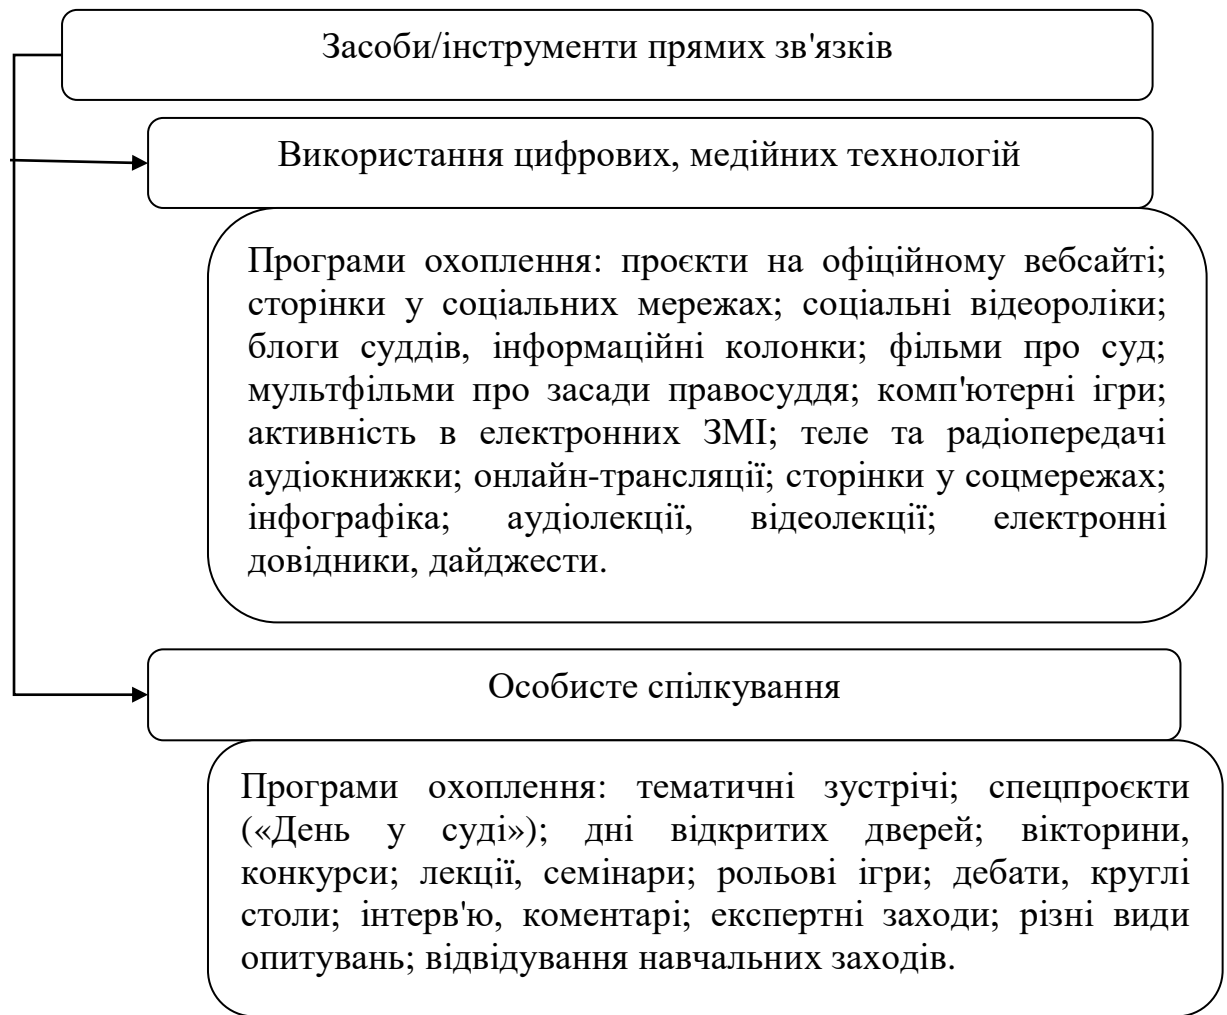 Засоби/інструменти прямих зв'язків
Використання цифрових, медійних технологій
Програми охоплення: проєкти на офіційному вебсайті;
сторінки у соціальних мережах; соціальні відеороліки;
блоги суддів, інформаційні колонки; фільми про суд;
мультфільми про засади правосуддя; комп'ютерні ігри;
активність в електронних ЗМІ; теле та радіопередачі
аудіокнижки; онлайн-трансляції; сторінки у соцмережах;
інфографіка; аудіолекції, відеолекції; електронні
довідники, дайджести.
Особисте спілкування
Програми охоплення: тематичні зустрічі; спецпроєкти
(«День у суді»); дні відкритих дверей; вікторини,
конкурси; лекції, семінари; рольові ігри; дебати, круглі
столи; інтерв'ю, коментарі; експертні заходи; різні види
опитувань; відвідування навчальних заходів.